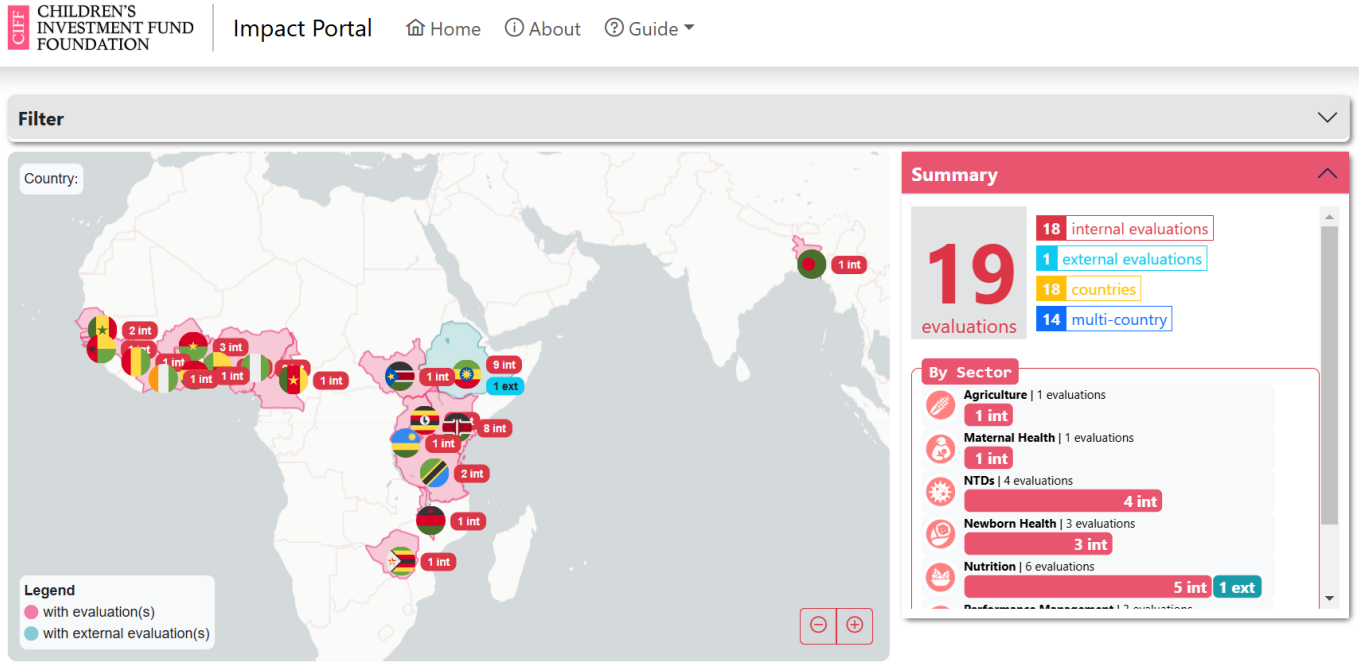 CIFF
CHILDREN'S
INVESTMENT FUND
FOUNDATION
Impact Portal
Home
About
Guide
Filter
Country:
1 int
2 int
3 int
1 int
1 int
1 int
1 int
1 int
9 int
1 ext
8 int
1 int
2 int
1 int
1 int
Legend
with evaluation(s)
with external evaluation(s)
Summary
19
evaluations
18 internal evaluations
1 external evaluations
18 countries
14 multi-country
By Sector
Agriculture | 1 evaluations
1 int
Maternal Health | 1 evaluations
1 int
NTDs | 4 evaluations
4 int
Newborn Health | 3 evaluations
3 int
Nutrition | 6 evaluations
5 int 1 ext
Performance Management | evaluations